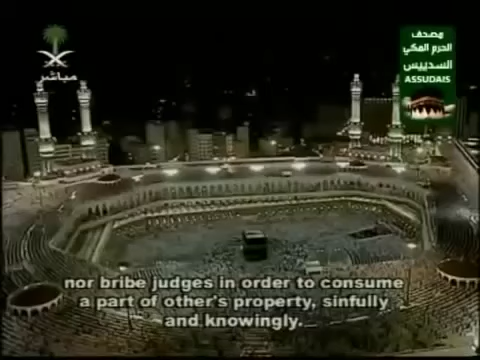 مباشر
مصحف
الحرم المكي
السديس
ASSUDAIS
nor bribe judges in order to consume
a part of other's property, sinfully
and knowingly.